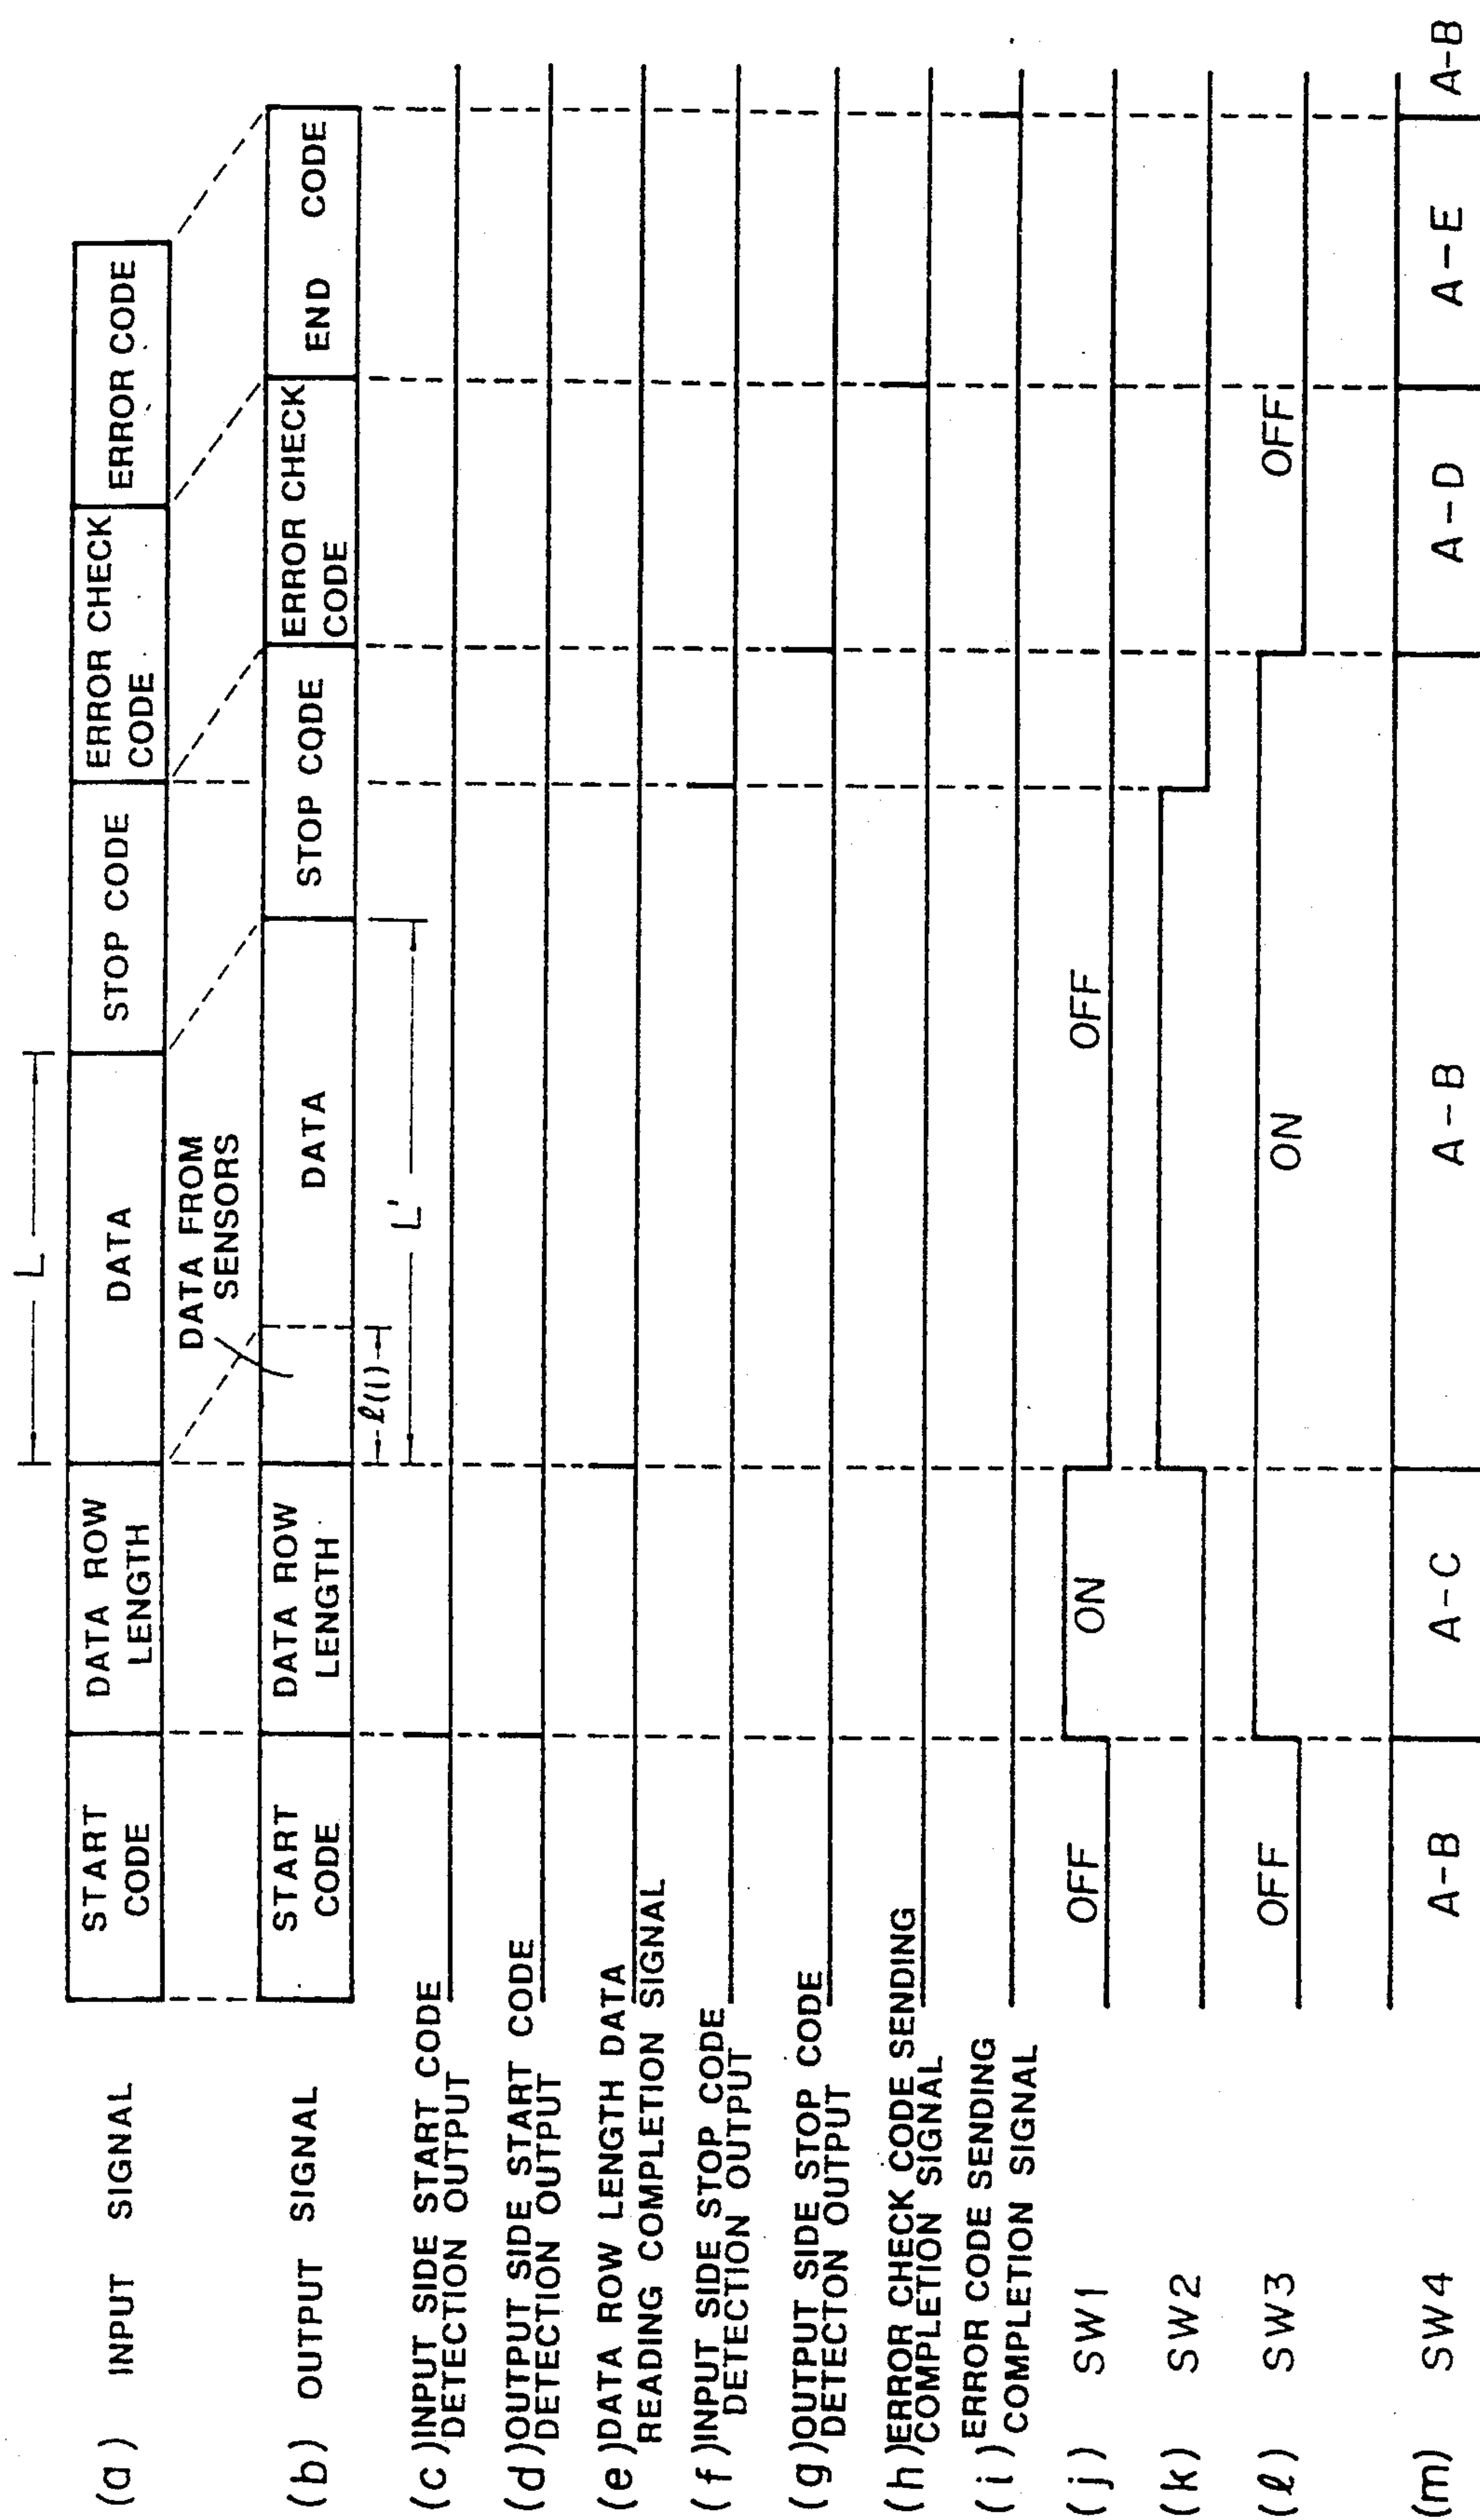 L
(a) INPUT SIGNAL
START
CODE
DATA ROW
LENGTH
DATA
STOP CODE
ERROR CHECK
CODE
ERROR CODE
DATA FROM
SENSORS
(b) OUTPUT SIGNAL
START
CODE
DATA ROW
LENGTH
DATA
STOP CODE
ERROR CHECK
CODE
END CODE
ℓ(l)
L'
(c) INPUT SIDE START CODE
DETECTION OUTPUT
(d) OUTPUT SIDE START CODE
DETECTION OUTPUT
(e) DATA ROW LENGTH DATA
READING COMPLETION SIGNAL
(f) INPUT SIDE STOP CODE
DETECTION OUTPUT
(g) OUTPUT SIDE STOP CODE
DETECTON OUTPUT
(h) ERROR CHECK CODE SENDING
COMPLETION SIGNAL
(i) ERROR CODE SENDING
COMPLETION SIGNAL
(j) SW1 OFF ON OFF
(k) SW2
(ℓ) SW3 OFF ON OFF
(m) SW4 A-B A-C A-B A-D A-E A-B